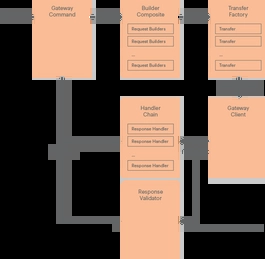 Gateway
Command
Builder
Composite
Request Builders
Request Builders
...
Request Builders
Transfer
Factory
Transfer
Transfer
...
Transfer
Handler
Chain
Response Handler
Response Handler
...
Response Handler
Gateway
Client
Response
Validator